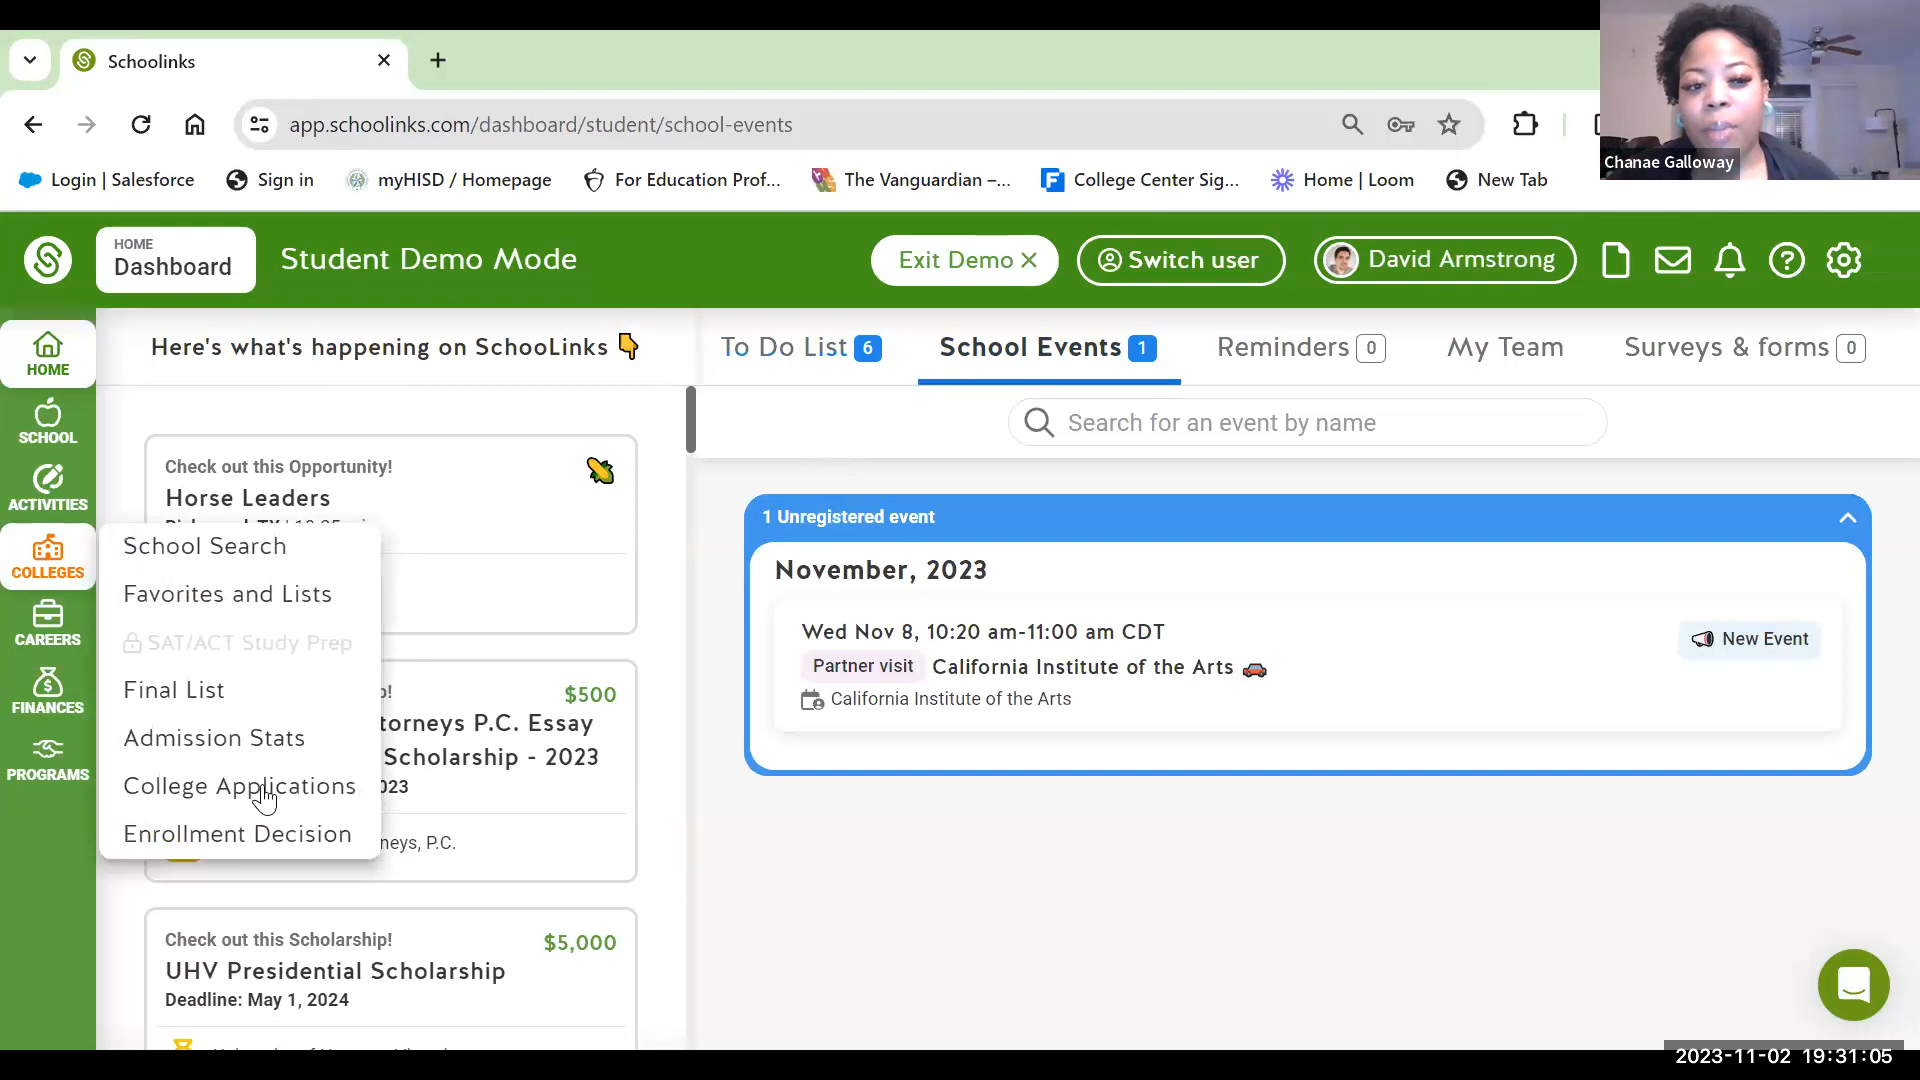 Schoolinks
app.schoolinks.com/dashboard/student/school-events
Login | Salesforce
Sign in
myHISD / Homepage
For Education Prof...
The Vanguardian –...
College Center Sig...
Home | Loom
New Tab
Chanae Galloway
HOME
Dashboard
Student Demo Mode
Exit Demo ×
Switch user
David Armstrong
HOME
SCHOOL
ACTIVITIES
COLLEGES
CAREERS
FINANCES
PROGRAMS
Here's what's happening on SchooLinks
To Do List 6
School Events 1
Reminders 0
My Team
Surveys & forms 0
Search for an event by name
Check out this Opportunity!
Horse Leaders
School Search
Favorites and Lists
SAT/ACT Study Prep
Final List
Admission Stats
College Applications
Enrollment Decision
$500
torneys P.C. Essay
Scholarship - 2023
023
neys, P.C.
Check out this Scholarship!
$5,000
UHV Presidential Scholarship
Deadline: May 1, 2024
1 Unregistered event
November, 2023
Wed Nov 8, 10:20 am-11:00 am CDT
Partner visit California Institute of the Arts
California Institute of the Arts
New Event
2023-11-02 19:31:05